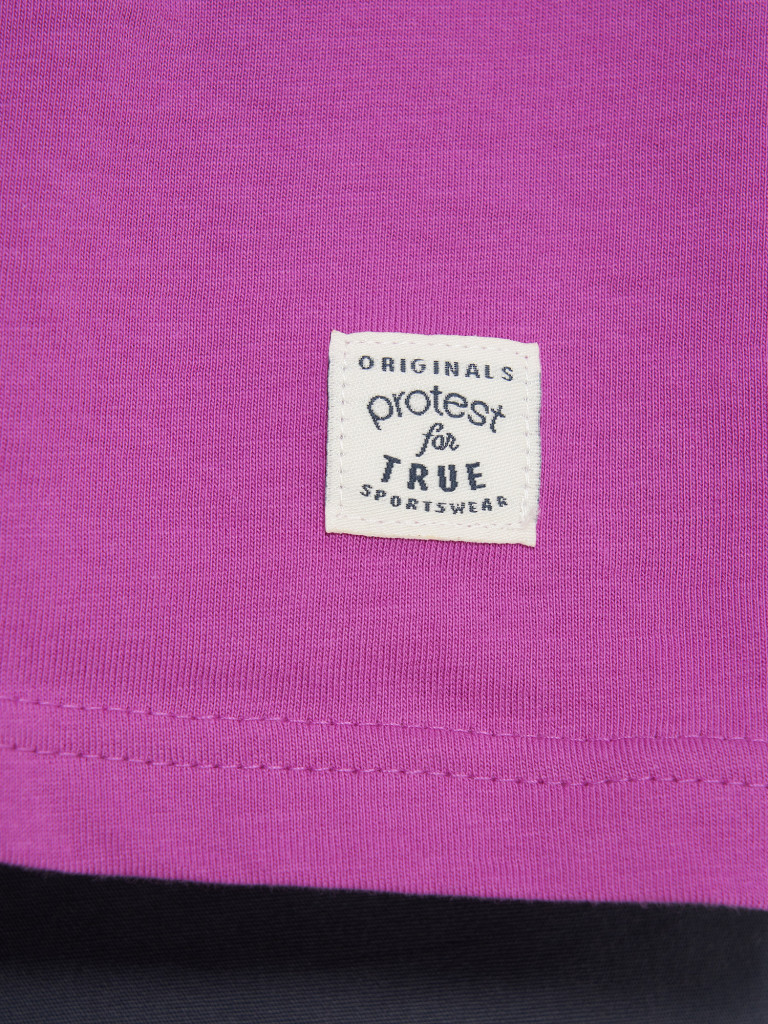 ORIGINALS
protest
for
TRUE
SPORTSWEAR